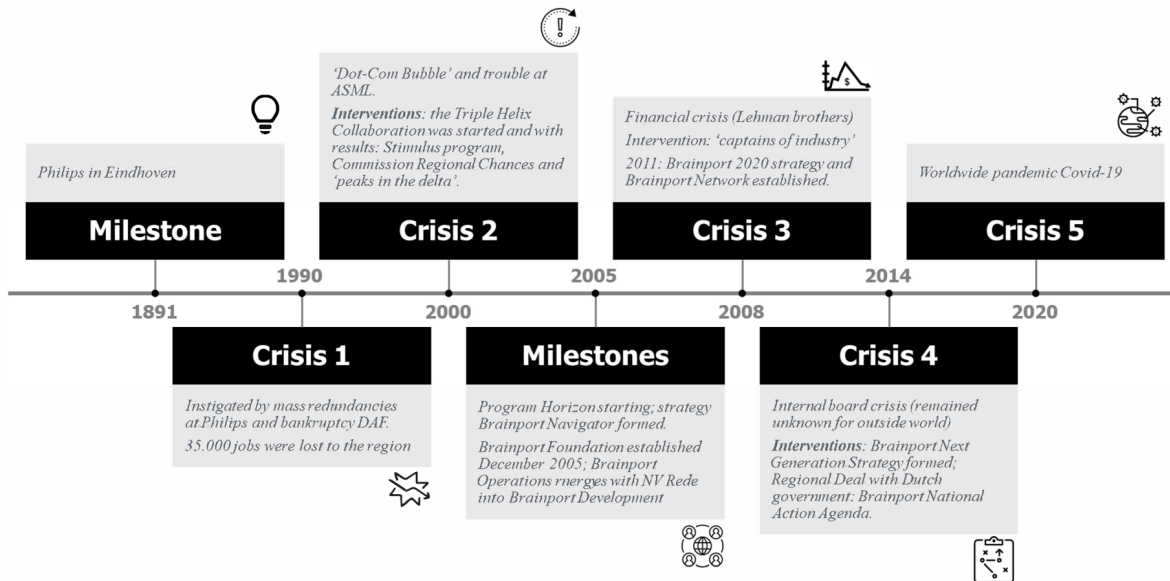 Philips in Eindhoven
Milestone
1891
1990
Crisis 1
Instigated by mass redundancies
at Philips and bankruptcy DAF.
35.000 jobs were lost to the region
‘Dot-Com Bubble’ and trouble at
ASML.
Interventions: the Triple Helix
Collaboration was started and with
results: Stimulus program,
Commission Regional Chances and
‘peaks in the delta’.
Crisis 2
2000
2005
Milestones
Program Horizon starting; strategy
Brainport Navigator formed.
Brainport Foundation established
December 2005; Brainport
Operations merges with NV Rede
into Brainport Development
Financial crisis (Lehman brothers)
Intervention: ‘captains of industry’
2011: Brainport 2020 strategy and
Brainport Network established.
Crisis 3
2008
2014
Crisis 4
Internal board crisis (remained
unknown for outside world)
Interventions: Brainport Next
Generation Strategy formed;
Regional Deal with Dutch
government: Brainport National
Action Agenda.
Worldwide pandemic Covid-19
Crisis 5
2020
$